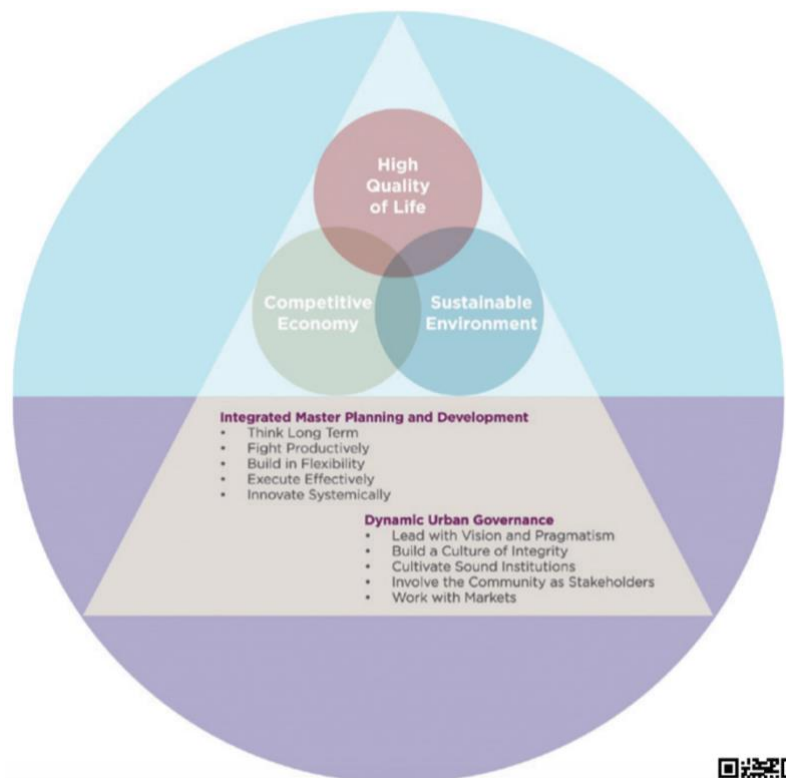 High
Quality
of Life
Competitive
Economy
Sustainable
Environment
Integrated Master Planning and Development
• Think Long Term
• Fight Productively
• Build in Flexibility
• Execute Effectively
• Innovate Systemically
Dynamic Urban Governance
• Lead with Vision and Pragmatism
• Build a Culture of Integrity
• Cultivate Sound Institutions
• Involve the Community as Stakeholders
• Work with Markets